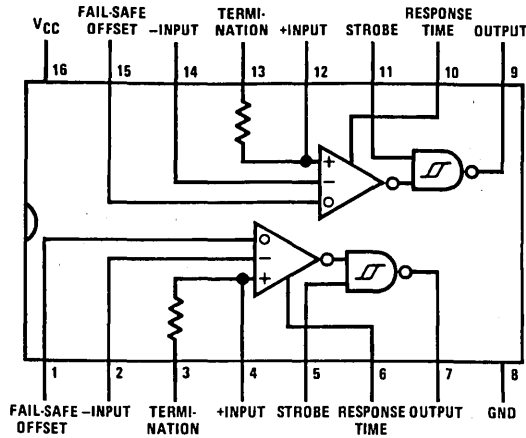 VCC
FAIL-SAFE
OFFSET
–INPUT
TERMI-
NATION
+INPUT
STROBE
RESPONSE
TIME
OUTPUT
16
15
14
13
12
11
10
9
+
–
–
+
1
2
3
4
5
6
7
8
FAIL-SAFE
OFFSET
–INPUT
TERMI-
NATION
+INPUT
STROBE
RESPONSE
TIME
OUTPUT
GND